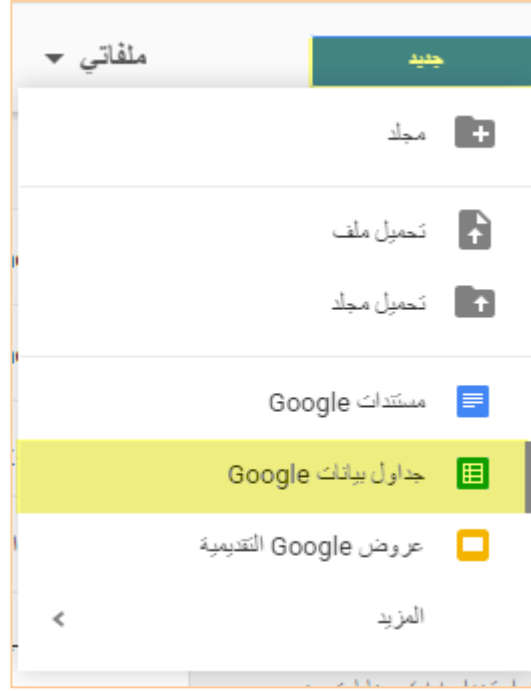 جديد
ملفاتي
مجلد
تحميل ملف
تحميل مجلد
مستندات Google
جداول بيانات Google
عروض Google التقديمية
المزيد